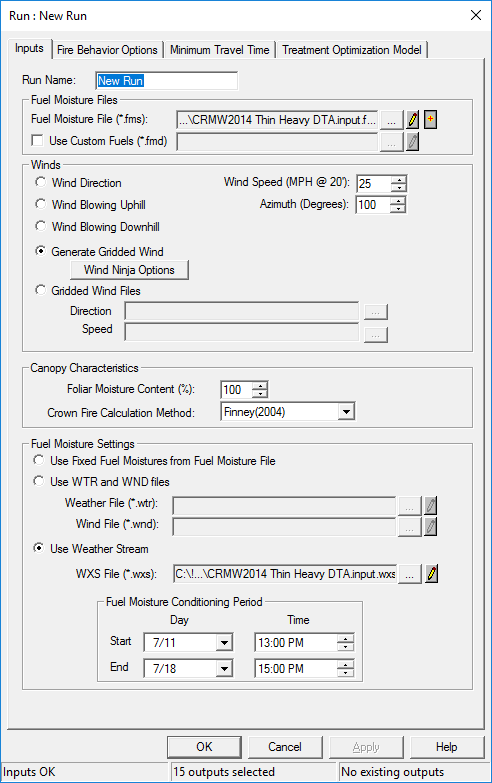 Run : New Run
Inputs Fire Behavior Options Minimum Travel Time Treatment Optimization Model
Run Name: New Run
Fuel Moisture Files
Fuel Moisture File (*.fms): ...\CRMW2014 Thin Heavy DTA.input.f... ...
Use Custom Fuels (*.fmd) ...
Winds
Wind Direction Wind Speed (MPH @ 20'): 25
Wind Blowing Uphill Azimuth (Degrees): 100
Wind Blowing Downhill
Generate Gridded Wind
Wind Ninja Options
Gridded Wind Files
Direction ...
Speed ...
Canopy Characteristics
Foliar Moisture Content (%): 100
Crown Fire Calculation Method: Finney(2004)
Fuel Moisture Settings
Use Fixed Fuel Moistures from Fuel Moisture File
Use WTR and WND files
Weather File (*.wtr): ...
Wind File (*.wnd): ...
Use Weather Stream
WXS File (*.wxs): C:\!...\CRMW2014 Thin Heavy DTA.input.wxs ...
Fuel Moisture Conditioning Period
Day Time
Start 7/11 13:00 PM
End 7/18 15:00 PM
OK Cancel Apply Help
Inputs OK 15 outputs selected No existing outputs